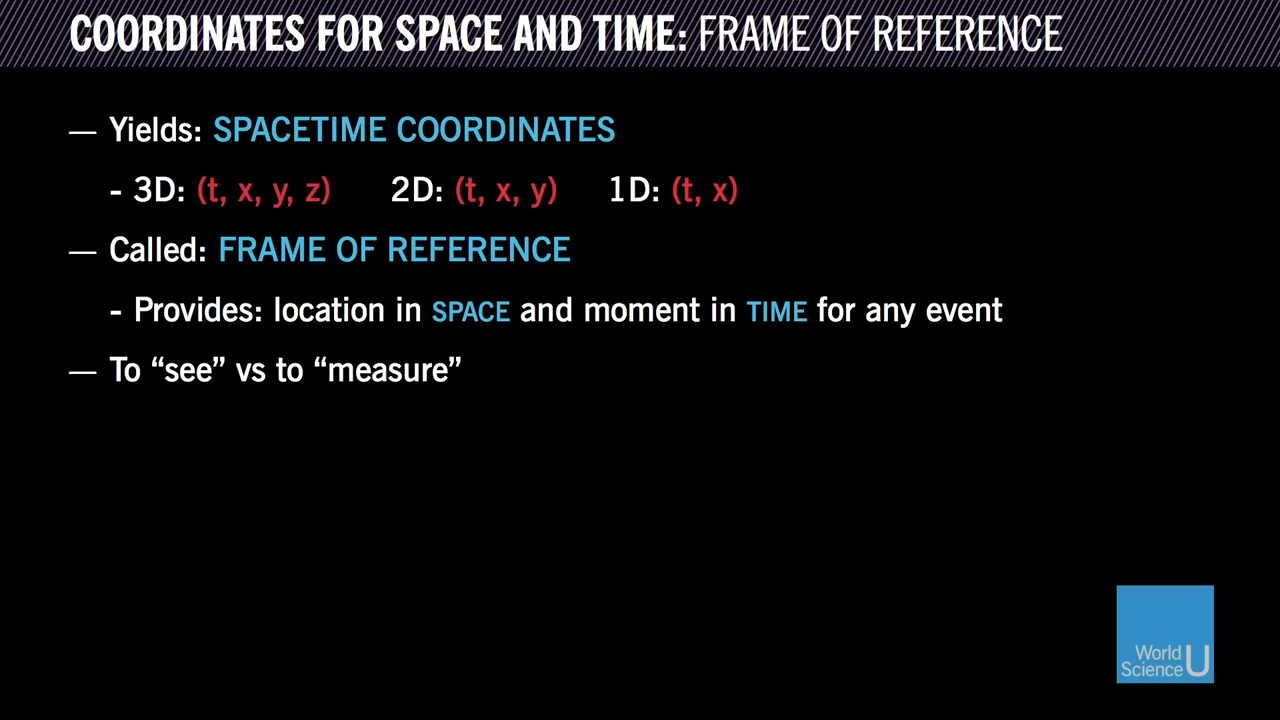 COORDINATES FOR SPACE AND TIME: FRAME OF REFERENCE
— Yields: SPACETIME COORDINATES
- 3D: (t, x, y, z) 2D: (t, x, y) 1D: (t, x)
— Called: FRAME OF REFERENCE
- Provides: location in SPACE and moment in TIME for any event
— To “see” vs to “measure”
World
Science U